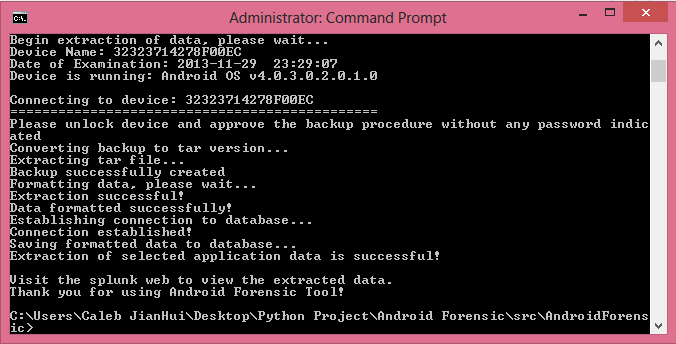 Administrator: Command Prompt
Begin extraction of data, please wait...
Device Name: 32323714278F00EC
Date of Examination: 2013-11-29  23:29:07
Device is running: Android OS v4.0.3.0.2.0.1.0
Connecting to device: 32323714278F00EC
==============================================
Please unlock device and approve the backup procedure without any password indic
ated
Converting backup to tar version...
Extracting tar file...
Backup successfully created
Formatting data, please wait...
Extraction successful!
Data formatted successfully!
Establishing connection to database...
Connection established!
Saving formatted data to database...
Extraction of selected application data is successful!
Visit the splunk web to view the extracted data.
Thank you for using Android Forensic Tool!
C:\Users\Caleb JianHui\Desktop\Python Project\Android Forensic\src\AndroidForens
ic>